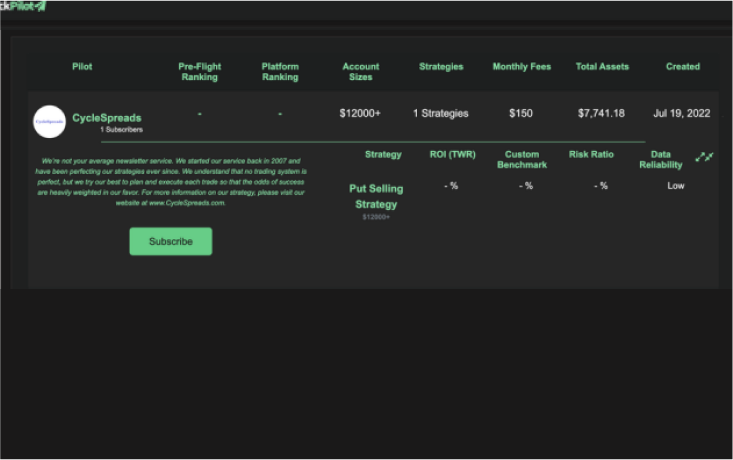 ckPilot
Pilot Pre-Flight Ranking Platform Ranking Account Sizes Strategies Monthly Fees Total Assets Created
CycleSpreads
CycleSpreads - - $12000+ 1 Strategies $150 $7,741.18 Jul 19, 2022
1 Subscribers
We're not your average newsletter service. We started our service back in 2007 and
have been perfecting our strategies ever since. We understand that no trading system is
perfect, but we try our best to plan and execute each trade so that the odds of success
are heavily weighted in our favor. For more information on our strategy, please visit our
website at www.CycleSpreads.com.
Subscribe
Strategy ROI (TWR) Custom Benchmark Risk Ratio Data Reliability
Put Selling Strategy - % - % - % Low
$12000+